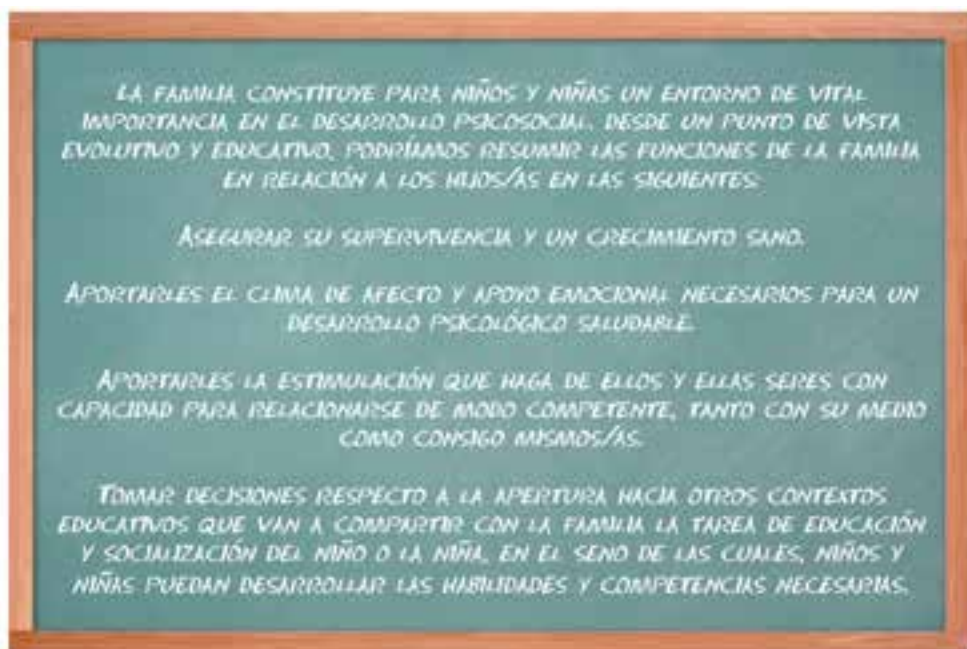 LA FAMILIA CONSTITUYE PARA NIÑOS Y NIÑAS UN ENTORNO DE VITAL
IMPORTANCIA EN EL DESARROLLO PSICOSOCIAL. DESDE UN PUNTO DE VISTA
EVOLUTIVO Y EDUCATIVO, PODRÍAMOS RESUMIR LAS FUNCIONES DE LA FAMILIA
EN RELACIÓN A LOS HIJOS/AS EN LAS SIGUIENTES:
ASEGURAR SU SUPERVIVENCIA Y UN CRECIMIENTO SANO.
APORTARLES EL CLIMA DE AFECTO Y APOYO EMOCIONAL NECESARIOS PARA UN
DESARROLLO PSICOLÓGICO SALUDABLE.
APORTARLES LA ESTIMULACIÓN QUE HAGA DE ELLOS Y ELLAS SERES CON
CAPACIDAD PARA RELACIONARSE DE MODO COMPETENTE, TANTO CON SU MEDIO
COMO CONSIGO MISMOS/AS.
TOMAR DECISIONES RESPECTO A LA APERTURA HACIA OTROS CONTEXTOS
EDUCATIVOS QUE VAN A COMPARTIR CON LA FAMILIA LA TAREA DE EDUCACIÓN
Y SOCIALIZACIÓN DEL NIÑO O LA NIÑA, EN EL SENO DE LAS CUALES, NIÑOS Y
NIÑAS PUEDAN DESARROLLAR LAS HABILIDADES Y COMPETENCIAS NECESARIAS.